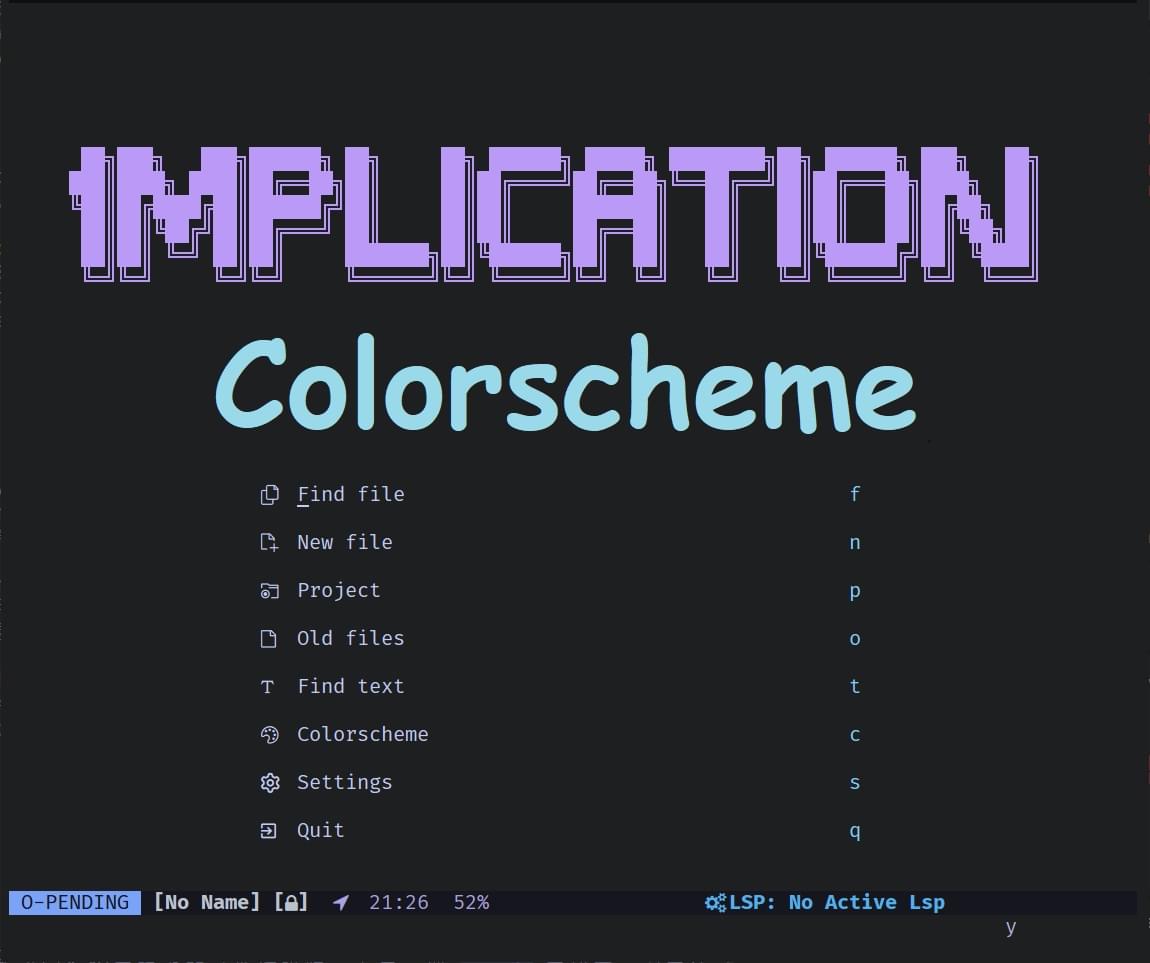 IMPLICATION
Colorscheme
Find file f
New file n
Project p
Old files o
Find text t
Colorscheme c
Settings s
Quit q
O-PENDING [No Name] [🔒] 21:26 52% LSP: No Active Lsp
y